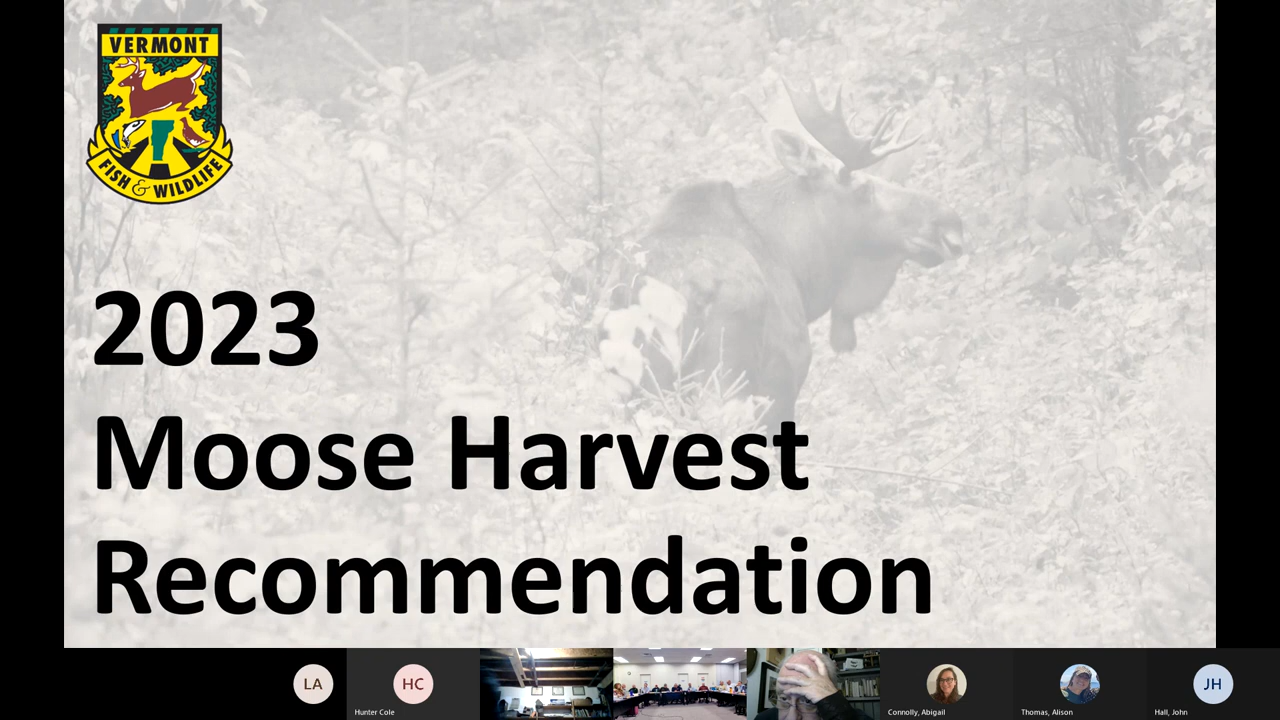 VERMONT
FISH & WILDLIFE
2023
Moose Harvest
Recommendation
LA
HC
JH
Hunter Cole
Connolly, Abigail
Thomas, Alison
Hall, John